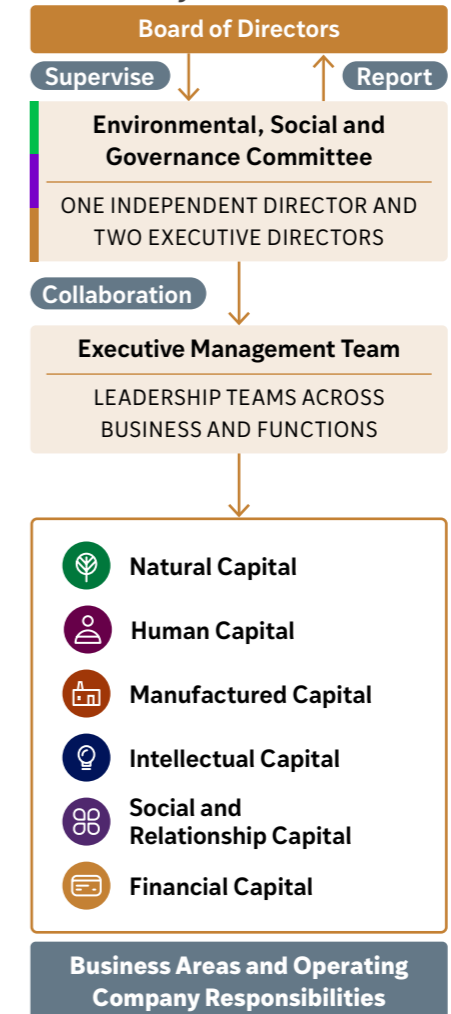 Board of Directors
Supervise
Report
Environmental, Social and
Governance Committee
ONE INDEPENDENT DIRECTOR AND
TWO EXECUTIVE DIRECTORS
Collaboration
Executive Management Team
LEADERSHIP TEAMS ACROSS
BUSINESS AND FUNCTIONS
Natural Capital
Human Capital
Manufactured Capital
Intellectual Capital
Social and
Relationship Capital
Financial Capital
Business Areas and Operating
Company Responsibilities